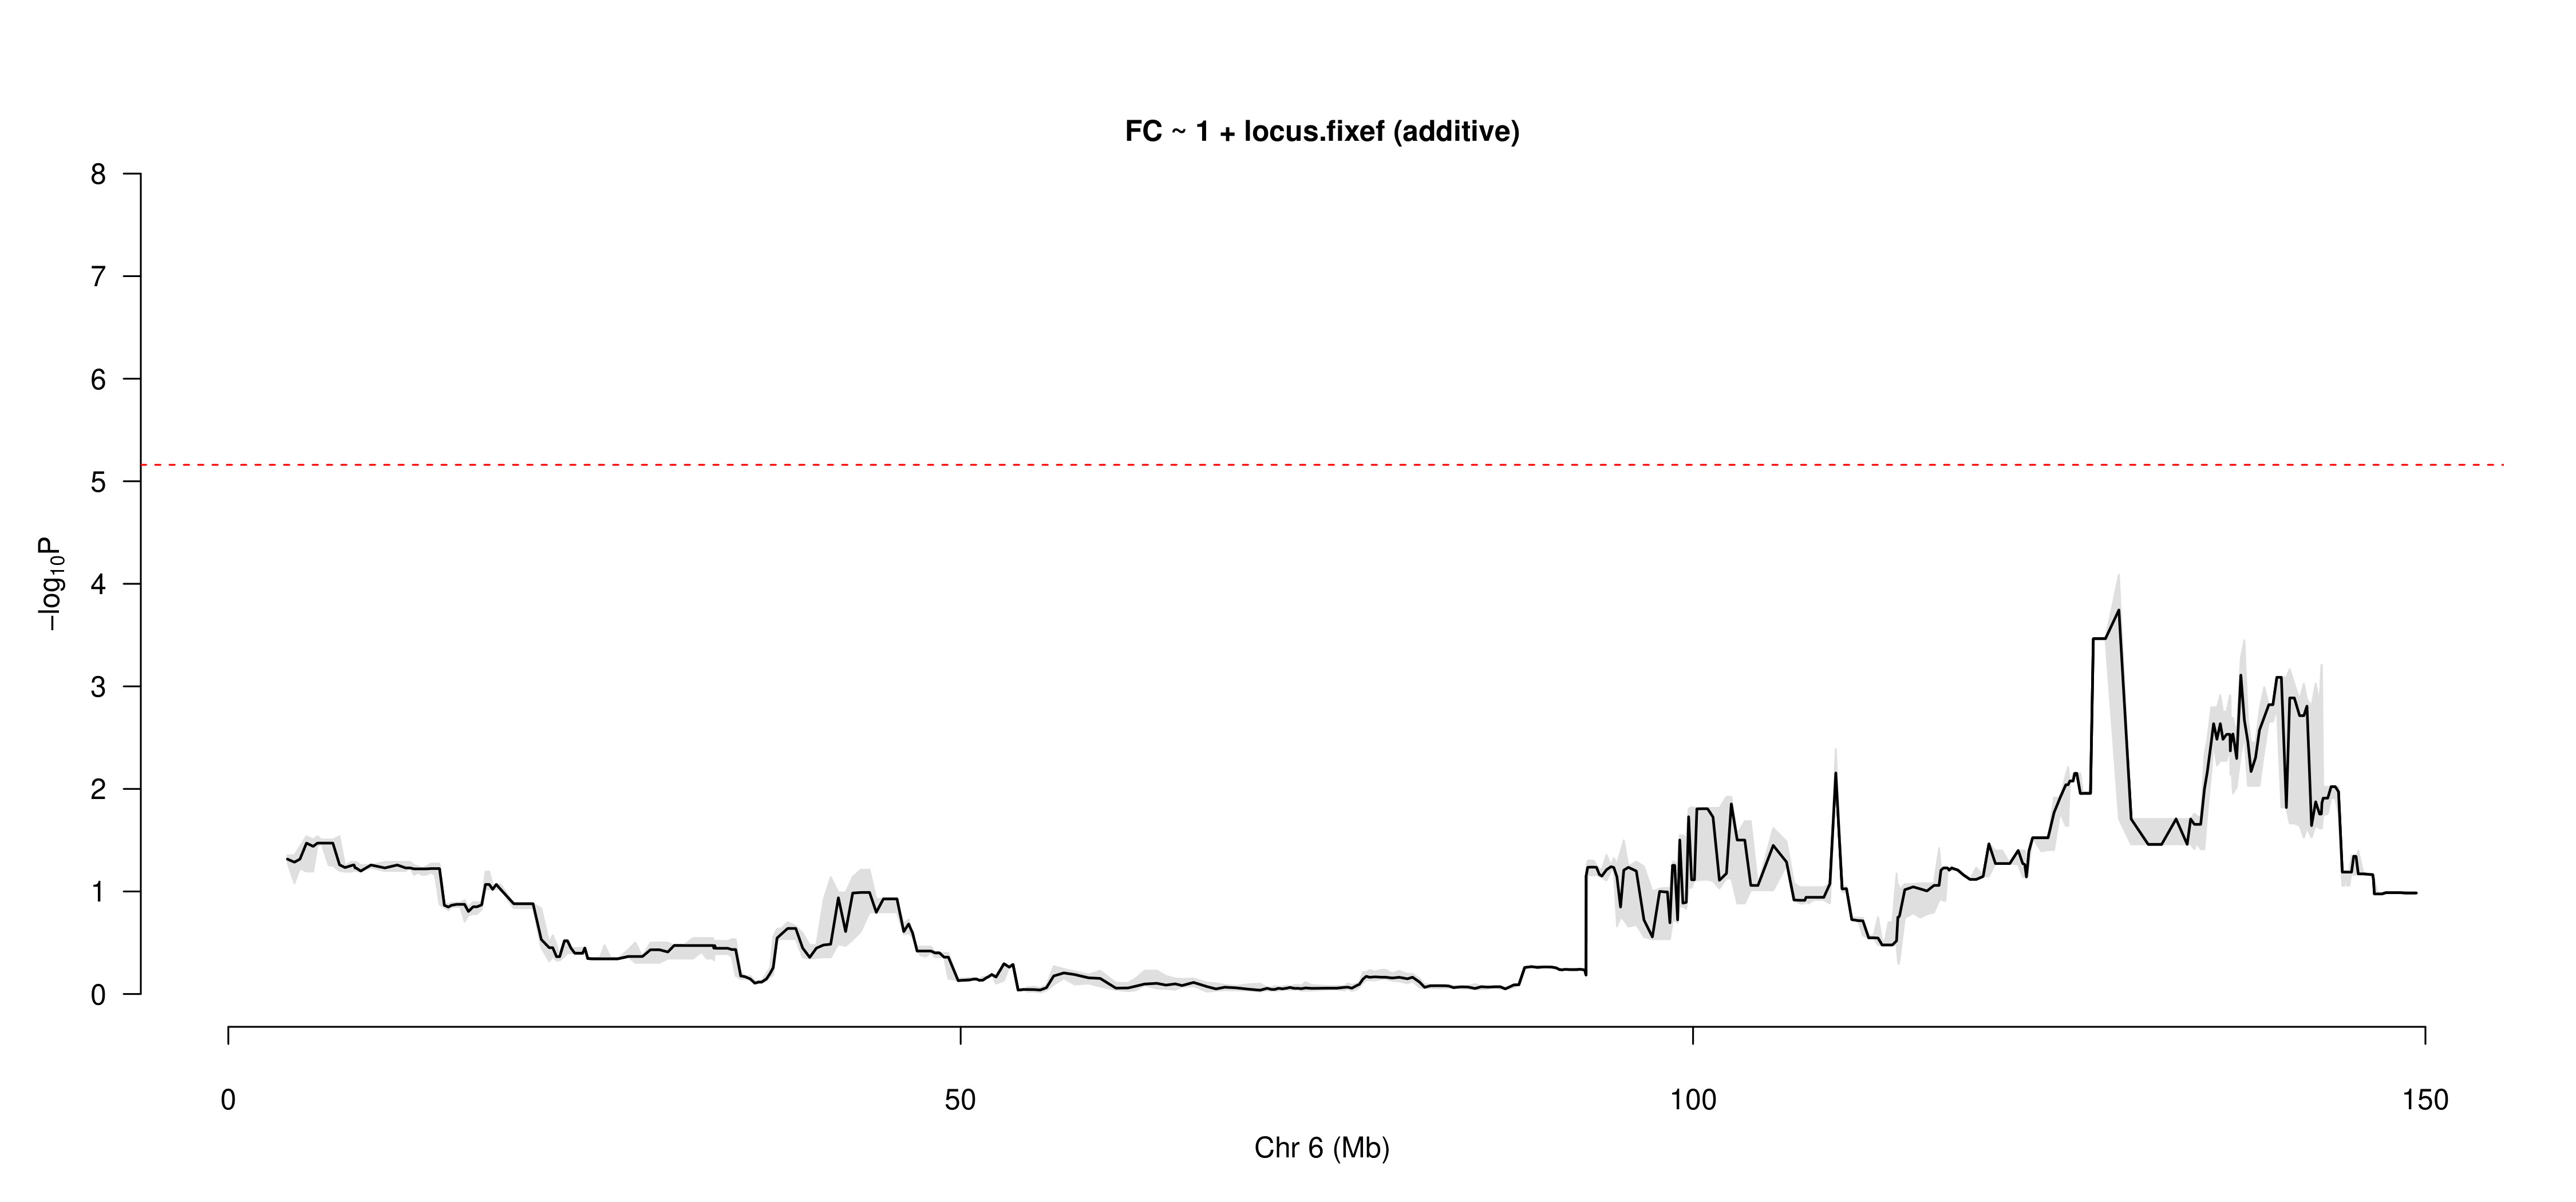 FC ~ 1 + locus.fixef (additive)
8
7
6
5
4
3
2
1
0
−log10P
0 50 100 150
Chr 6 (Mb)